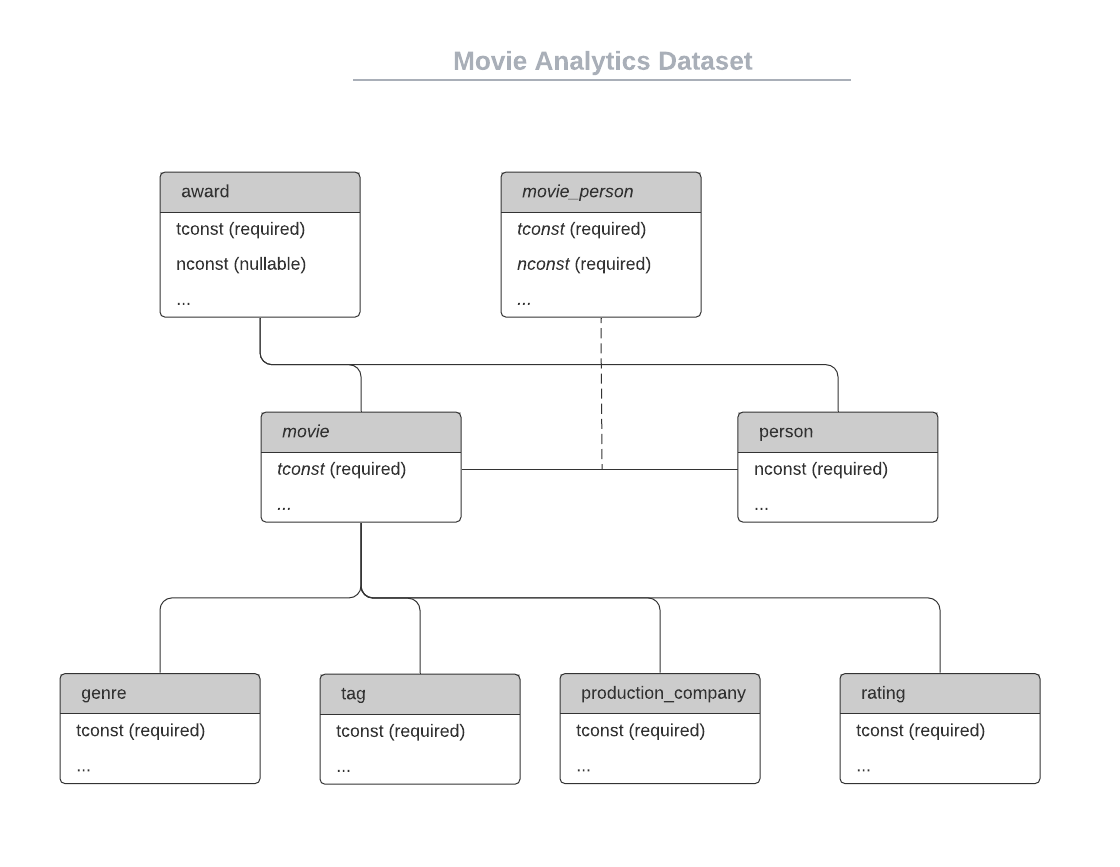 Movie Analytics Dataset
award
tconst (required)
nconst (nullable)
...
movie_person
tconst (required)
nconst (required)
...
movie
tconst (required)
...
person
nconst (required)
...
genre
tconst (required)
...
tag
tconst (required)
...
production_company
tconst (required)
...
rating
tconst (required)
...